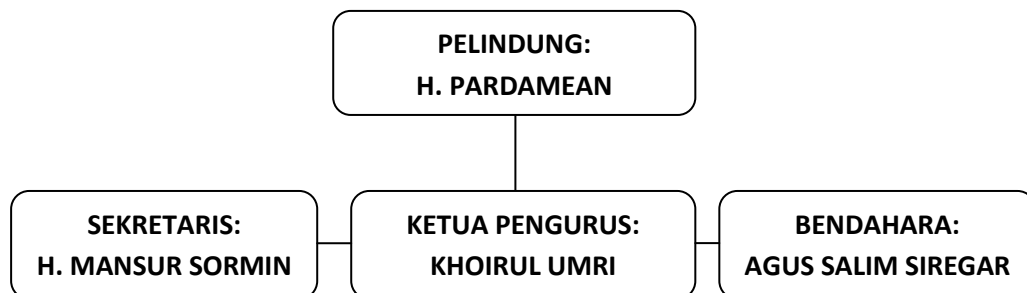 PELINDUNG:
H. PARDAMEAN
SEKRETARIS:
H. MANSUR SORMIN
KETUA PENGURUS:
KHOIRUL UMRI
BENDAHARA:
AGUS SALIM SIREGAR